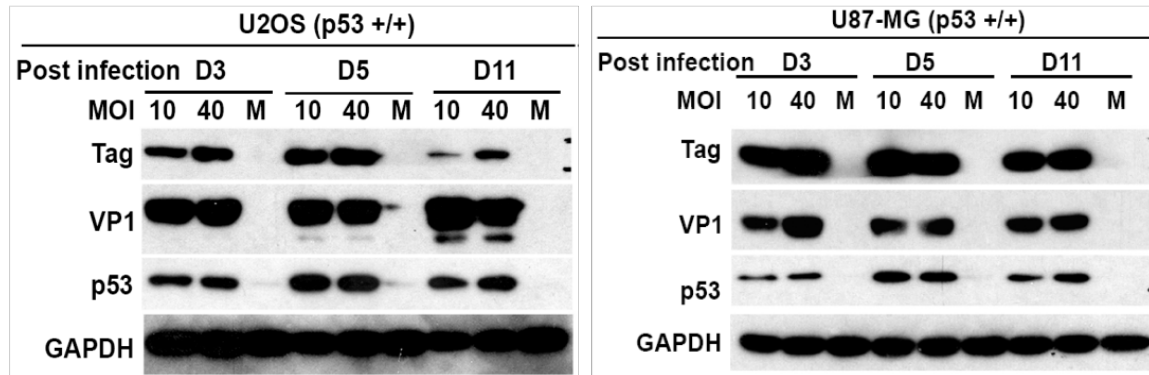 U2OS (p53 +/+)
Post infection D3 D5 D11
MOI 10 40 M 10 40 M 10 40 M
Tag
VP1
p53
GAPDH
U87-MG (p53 +/+)
Post infection D3 D5 D11
MOI 10 40 M 10 40 M 10 40 M
Tag
VP1
p53
GAPDH